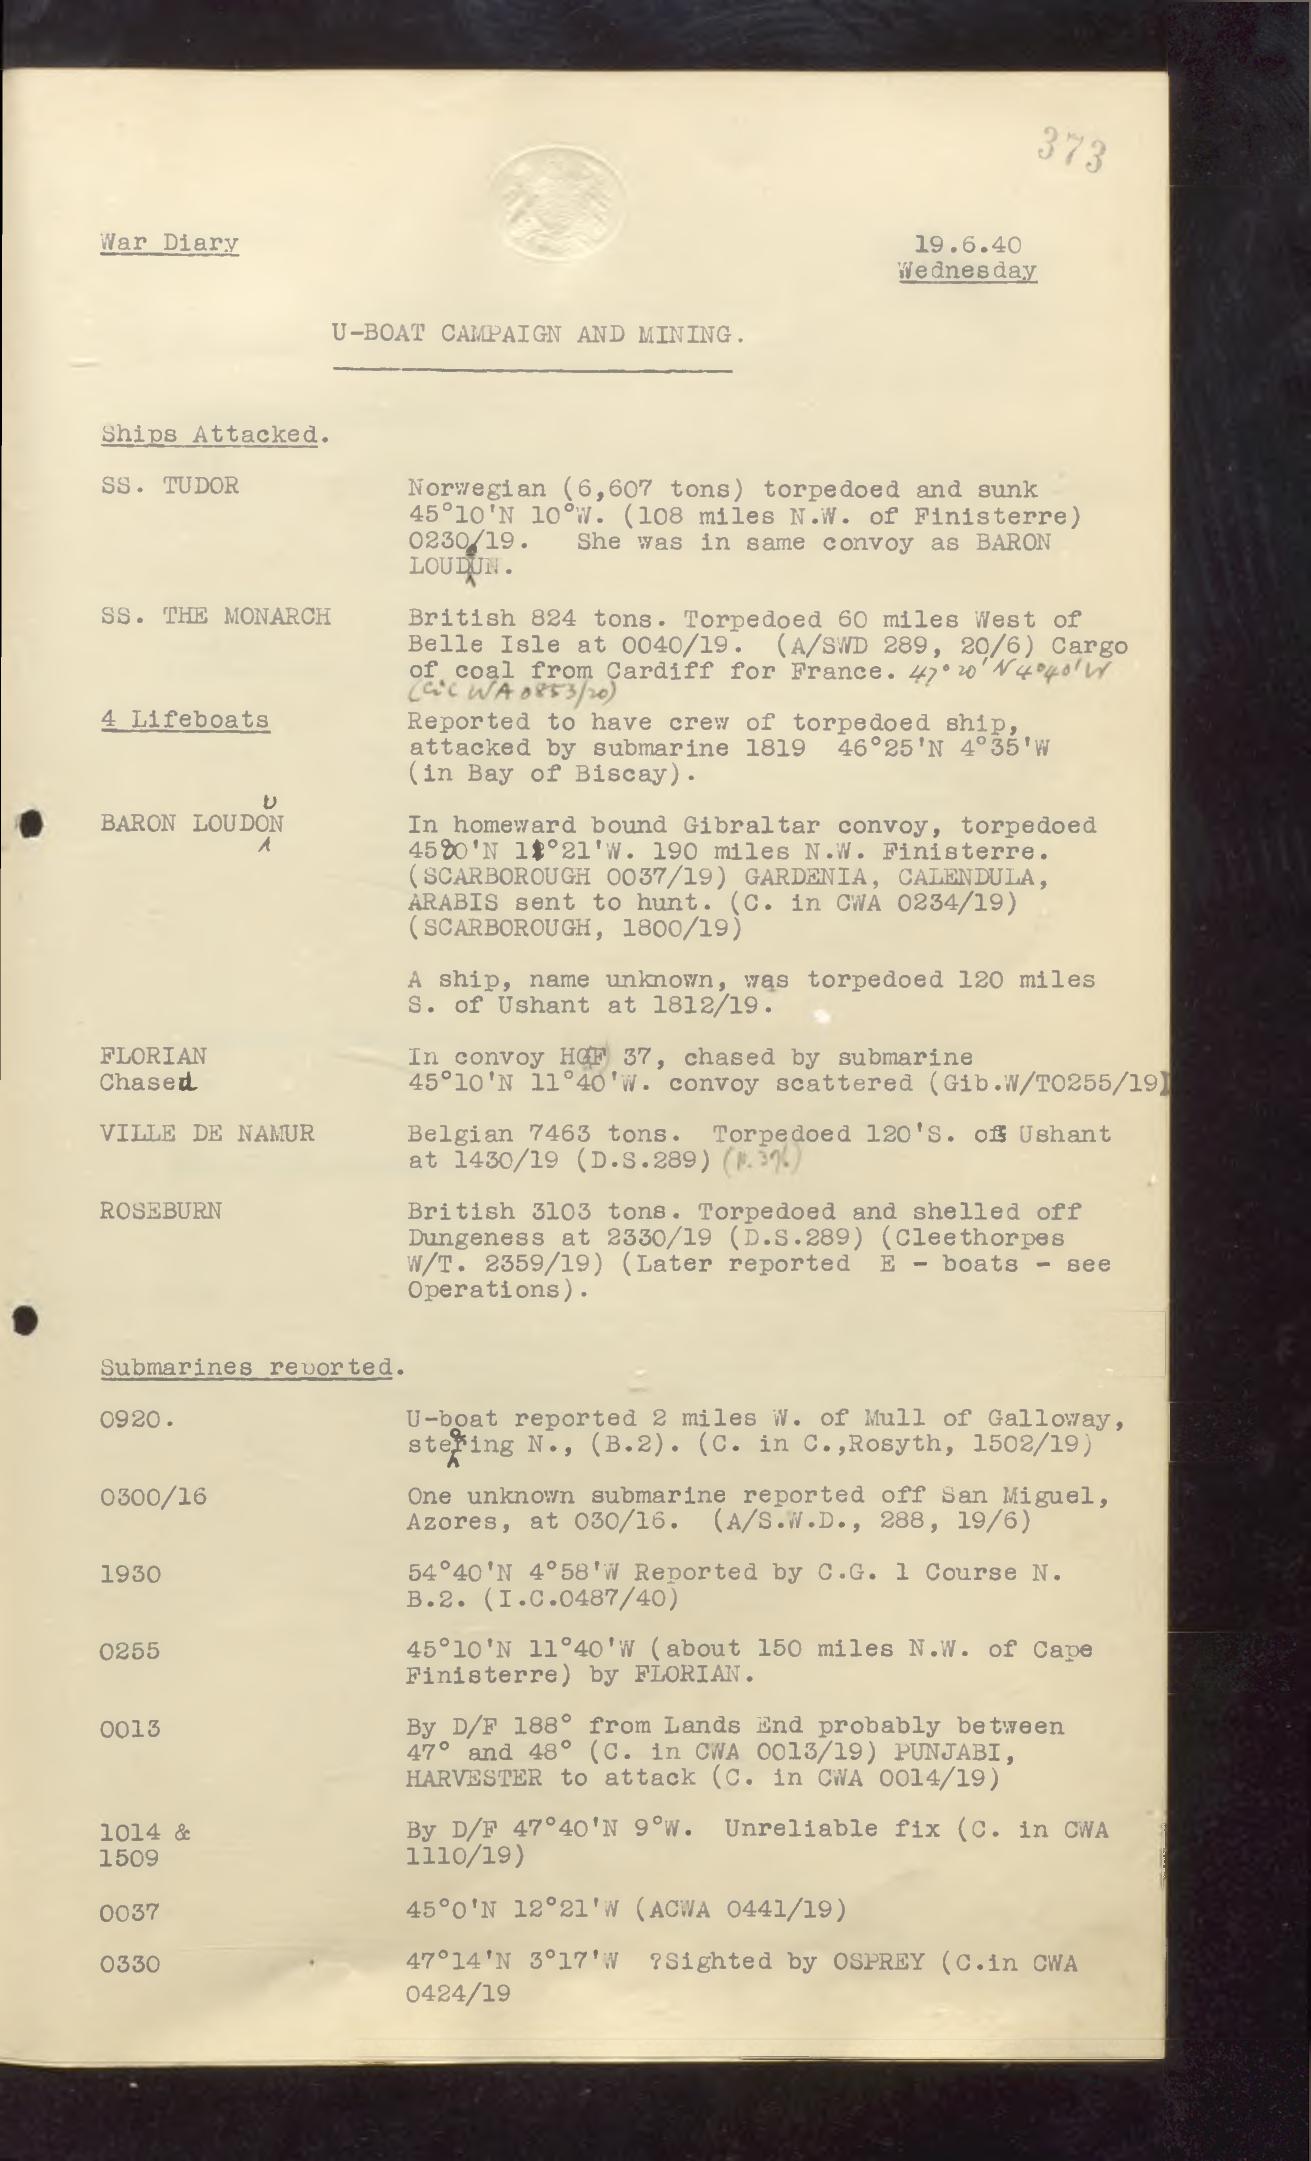 373
War Diary
19.6.40
Wednesday
U-BOAT CAMPAIGN AND MINING.
Ships Attacked.
SS. TUDOR
Norwegian (6,607 tons) torpedoed and sunk
45°10'N 10°W. (108 miles N.W. of Finisterre)
0230/19. She was in same convoy as BARON
LOUDUN.
SS. THE MONARCH
British 824 tons. Torpedoed 60 miles West of
Belle Isle at 0040/19. (A/SWD 289, 20/6) Cargo
of coal from Cardiff for France. 47°20'N 4°40'W
(CinC WA 0853/20)
4 Lifeboats
Reported to have crew of torpedoed ship,
attacked by submarine 1819 46°25'N 4°35'W
(in Bay of Biscay).
U
BARON LOUDON
In homeward bound Gibraltar convoy, torpedoed
45°0'N 12°21'W. 190 miles N.W. Finisterre.
(SCARBOROUGH 0037/19) GARDENIA, CALENDULA,
ARABIS sent to hunt. (C. in CWA 0234/19)
(SCARBOROUGH, 1800/19)
A ship, name unknown, was torpedoed 120 miles
S. of Ushant at 1812/19.
FLORIAN
Chased
In convoy HGF 37, chased by submarine
45°10'N 11°40'W. convoy scattered (Gib.W/T0255/19)
VILLE DE NAMUR
Belgian 7463 tons. Torpedoed 120'S. of Ushant
at 1430/19 (D.S.289)
ROSEBURN
British 3103 tons. Torpedoed and shelled off
Dungeness at 2330/19 (D.S.289) (Cleethorpes
W/T. 2359/19) (Later reported E - boats - see
Operations).
Submarines reported.
0920.
U-boat reported 2 miles W. of Mull of Galloway,
steering N., (B.2). (C. in C.,Rosyth, 1502/19)
0300/16
One unknown submarine reported off San Miguel,
Azores, at 030/16. (A/S.W.D., 288, 19/6)
1930
54°40'N 4°58'W Reported by C.G. 1 Course N.
B.2. (I.C.0487/40)
0255
45°10'N 11°40'W (about 150 miles N.W. of Cape
Finisterre) by FLORIAN.
0013
By D/F 188° from Lands End probably between
47° and 48° (C. in CWA 0013/19) PUNJABI,
HARVESTER to attack (C. in CWA 0014/19)
1014 &
1509
By D/F 47°40'N 9°W. Unreliable fix (C. in CWA
1110/19)
0037
45°0'N 12°21'W (ACWA 0441/19)
0330
47°14'N 3°17'W ?Sighted by OSPREY (C.in CWA
0424/19